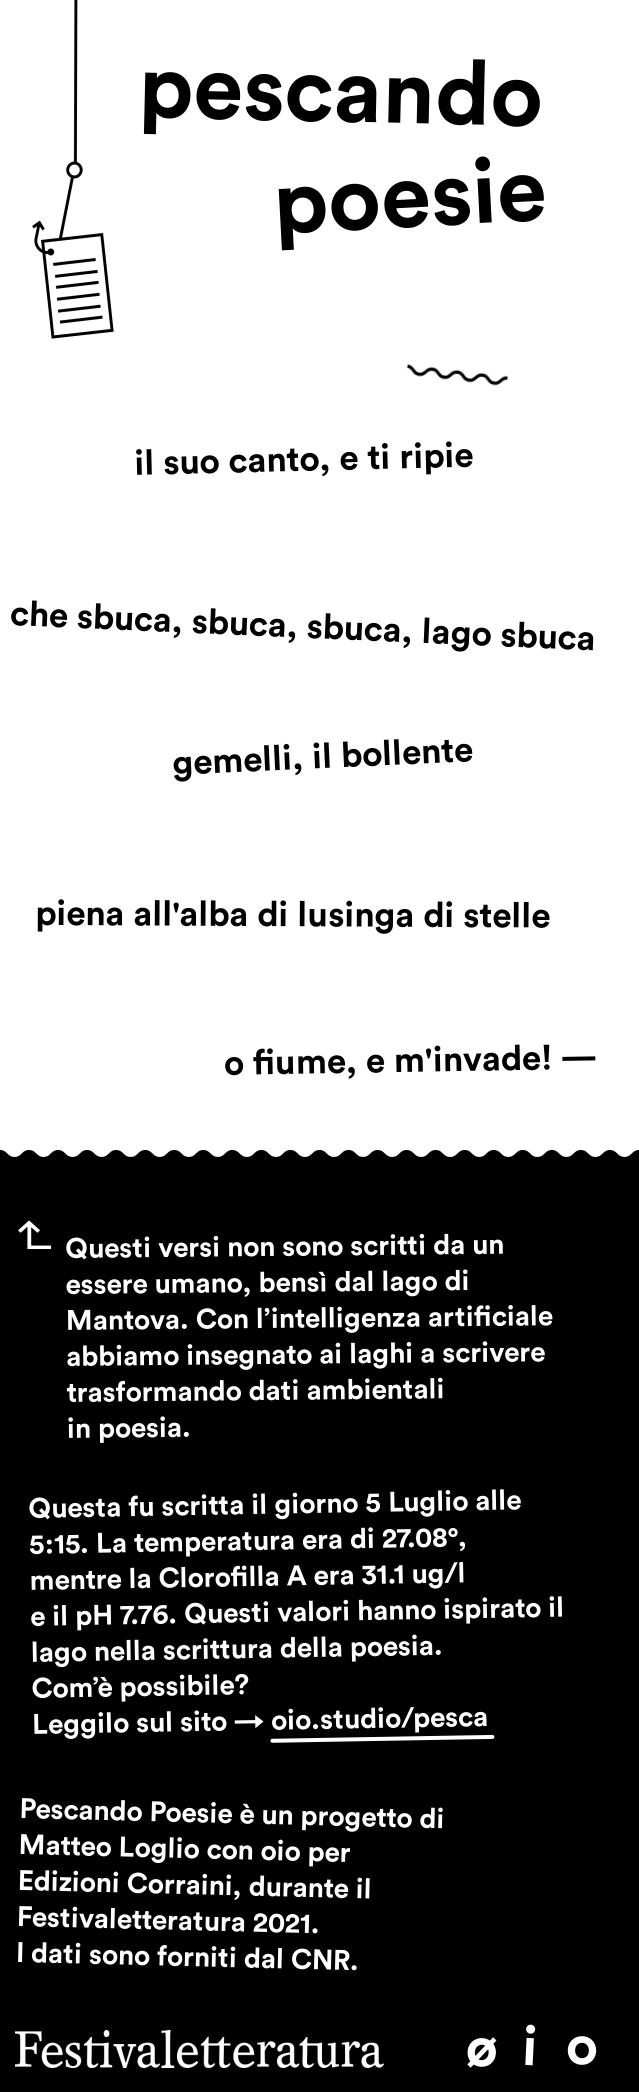 pescando
poesie
il suo canto, e ti ripie
che sbuca, sbuca, sbuca, lago sbuca
gemelli, il bollente
piena all'alba di lusinga di stelle
o fiume, e m'invade! —
Questi versi non sono scritti da un
essere umano, bensì dal lago di
Mantova. Con l’intelligenza artificiale
abbiamo insegnato ai laghi a scrivere
trasformando dati ambientali
in poesia.
Questa fu scritta il giorno 5 Luglio alle
5:15. La temperatura era di 27.08°,
mentre la Clorofilla A era 31.1 ug/l
e il pH 7.76. Questi valori hanno ispirato il
lago nella scrittura della poesia.
Com’è possibile?
Leggilo sul sito → oio.studio/pesca
Pescando Poesie è un progetto di
Matteo Loglio con oio per
Edizioni Corraini, durante il
Festivaletteratura 2021.
I dati sono forniti dal CNR.
Festivaletteratura ø i o